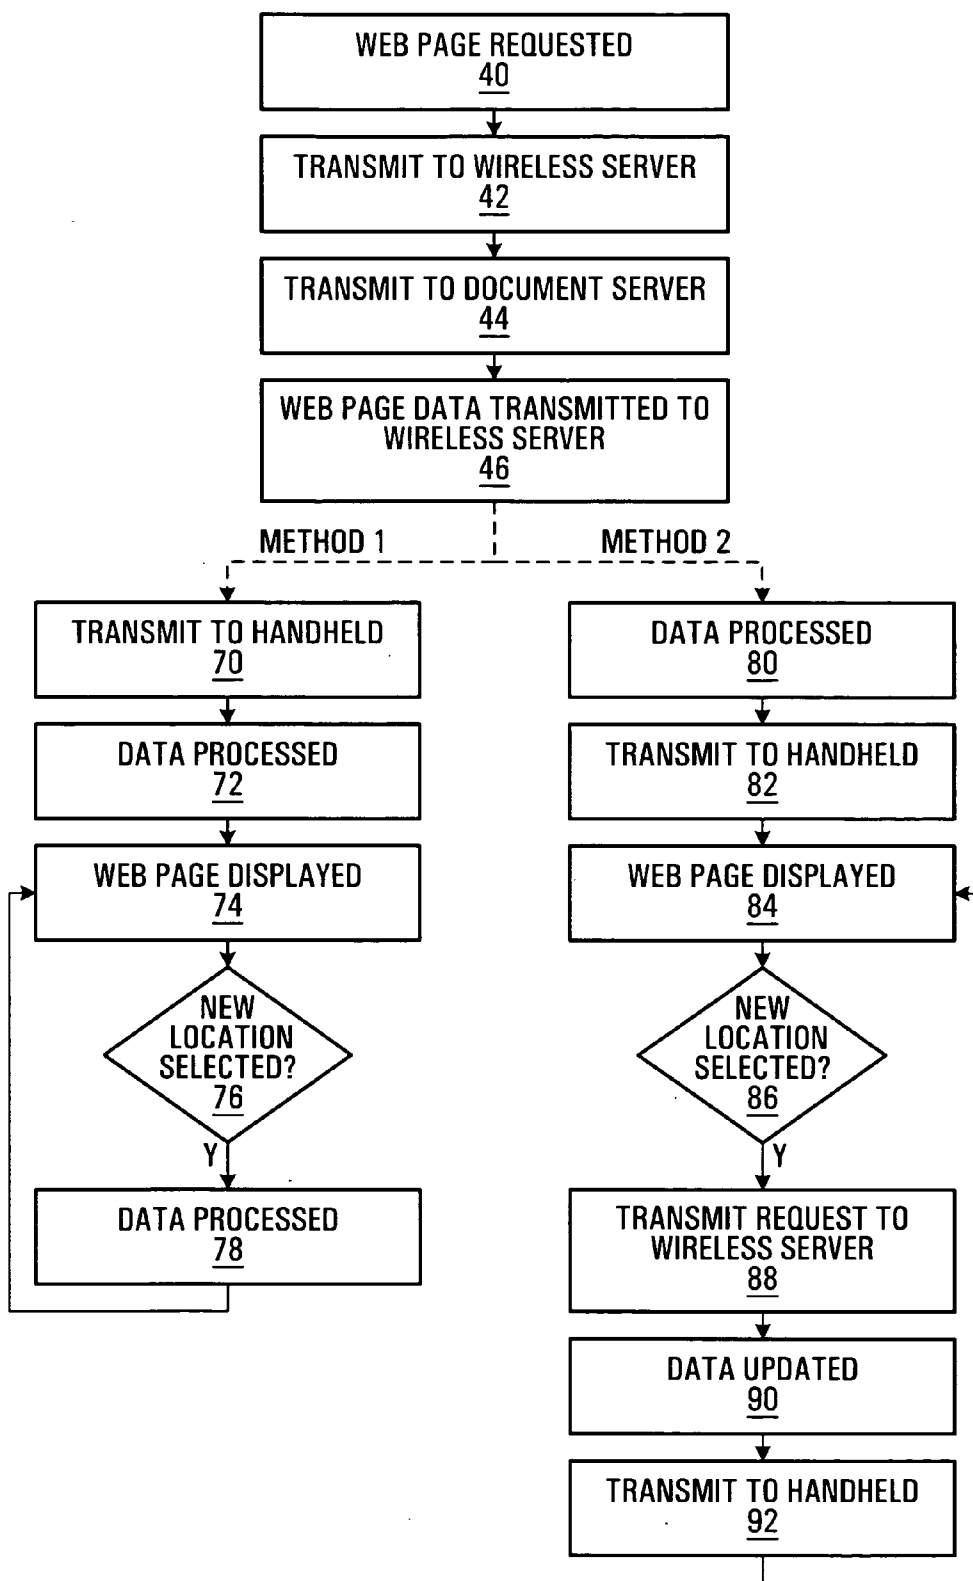 WEB PAGE REQUESTED
40
TRANSMIT TO WIRELESS SERVER
42
TRANSMIT TO DOCUMENT SERVER
44
WEB PAGE DATA TRANSMITTED TO
WIRELESS SERVER
46
METHOD 1
METHOD 2
TRANSMIT TO HANDHELD
70
DATA PROCESSED
72
WEB PAGE DISPLAYED
74
NEW
LOCATION
SELECTED?
76
Y
DATA PROCESSED
78
DATA PROCESSED
80
TRANSMIT TO HANDHELD
82
WEB PAGE DISPLAYED
84
NEW
LOCATION
SELECTED?
86
Y
TRANSMIT REQUEST TO
WIRELESS SERVER
88
DATA UPDATED
90
TRANSMIT TO HANDHELD
92